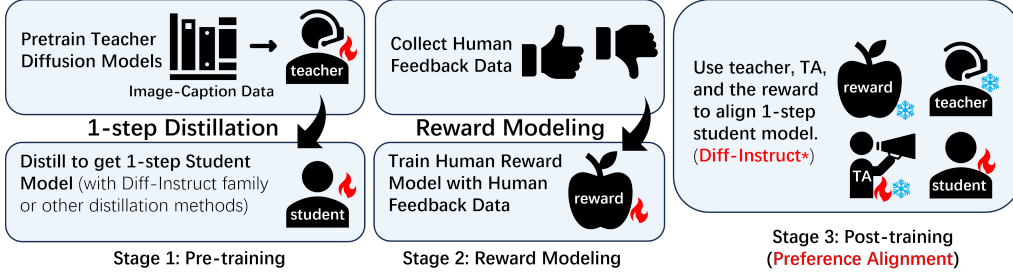 Pretrain Teacher
Diffusion Models
teacher
Image-Caption Data
1-step Distillation
Distill to get 1-step Student
Model (with Diff-Instruct family
or other distillation methods)
student
Stage 1: Pre-training
Collect Human
Feedback Data
Reward Modeling
Train Human Reward
Model with Human
Feedback Data
reward
Stage 2: Reward Modeling
Use teacher, TA,
and the reward
to align 1-step
student model.
(Diff-Instruct*)
reward
teacher
TA
student
Stage 3: Post-training
(Preference Alignment)